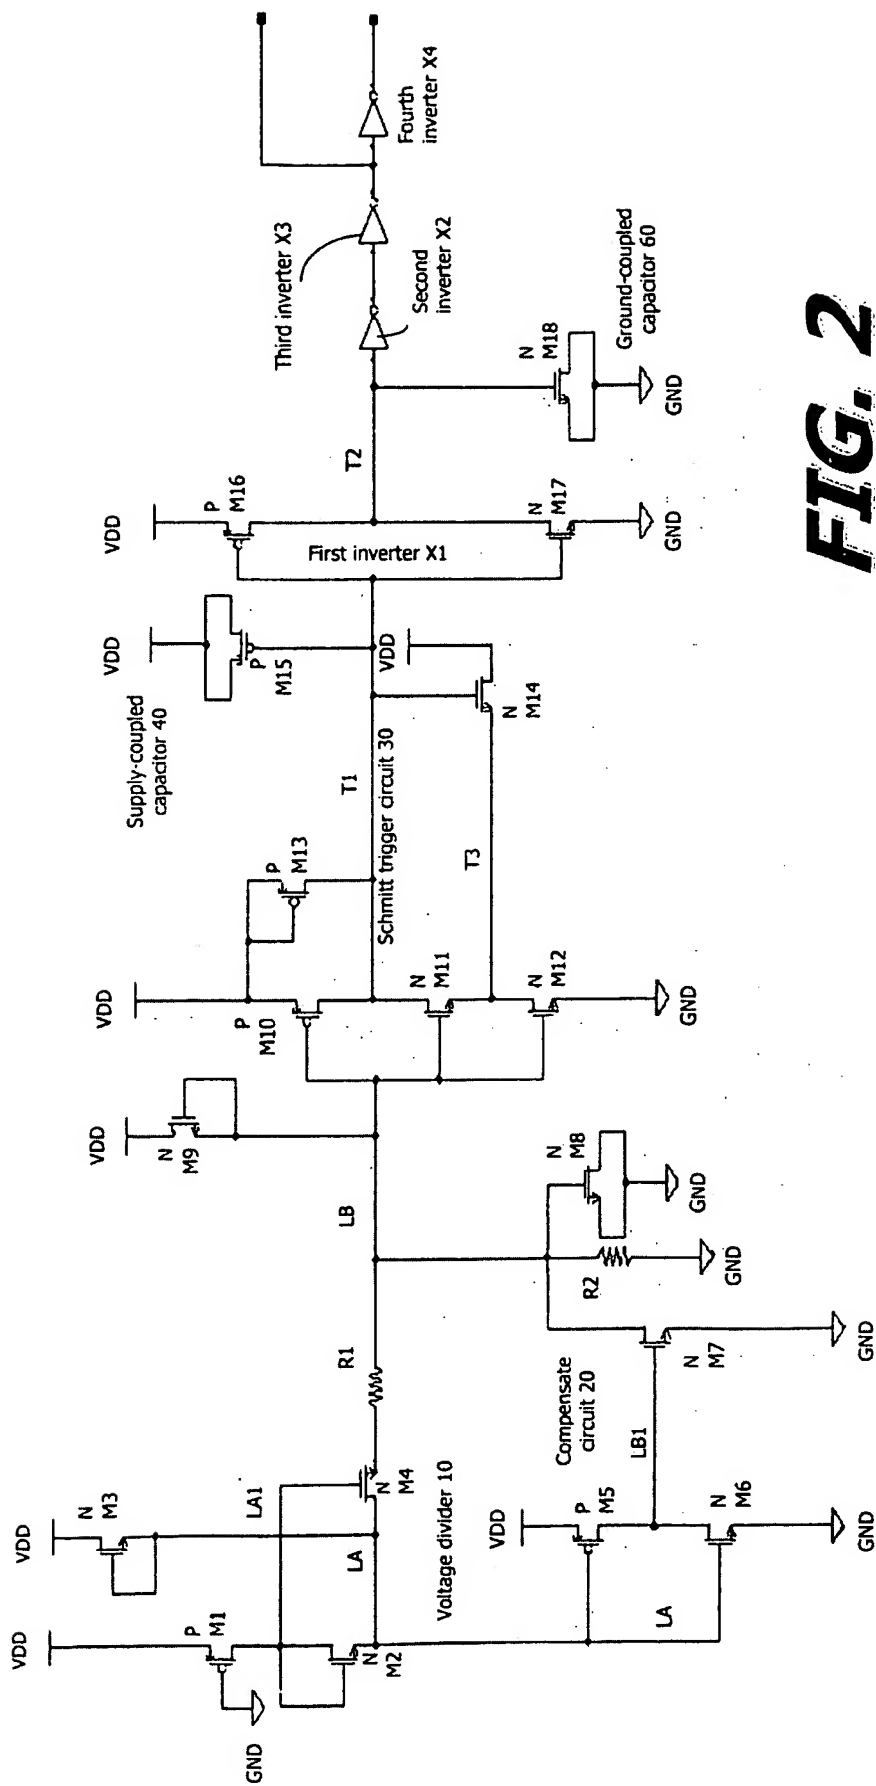 VDD
P
M1
GND
N
M2
VDD
N
M3
LA1
LA
N
M4
Voltage divider 10
R1
LA
VDD
P
M5
N
M6
GND
LB1
Compensate
circuit 20
N
M7
GND
R2
GND
N
M8
GND
LB
VDD
N
M9
VDD
P
M10
N
M11
N
M12
GND
P
M13
Schmitt trigger circuit 30
T1
T3
Supply-coupled
capacitor 40
VDD
P
M15
VDD
N
M14
VDD
P
M16
First inverter X1
N
M17
GND
T2
N
M18
GND
Ground-coupled
capacitor 60
Second
inverter X2
Third inverter X3
Fourth
inverter X4
FIG. 2